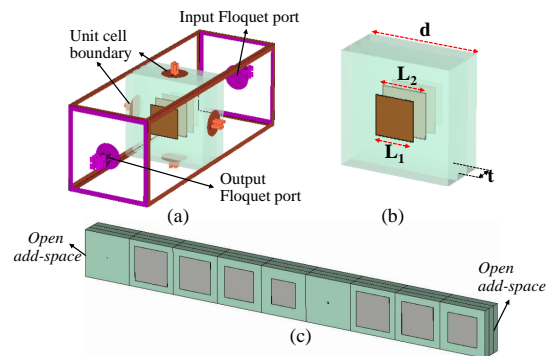 Input Floquet port
Unit cell
boundary
d
L2
L1
t
Output
Floquet port
(a)
(b)
Open
add-space
Open
add-space
(c)